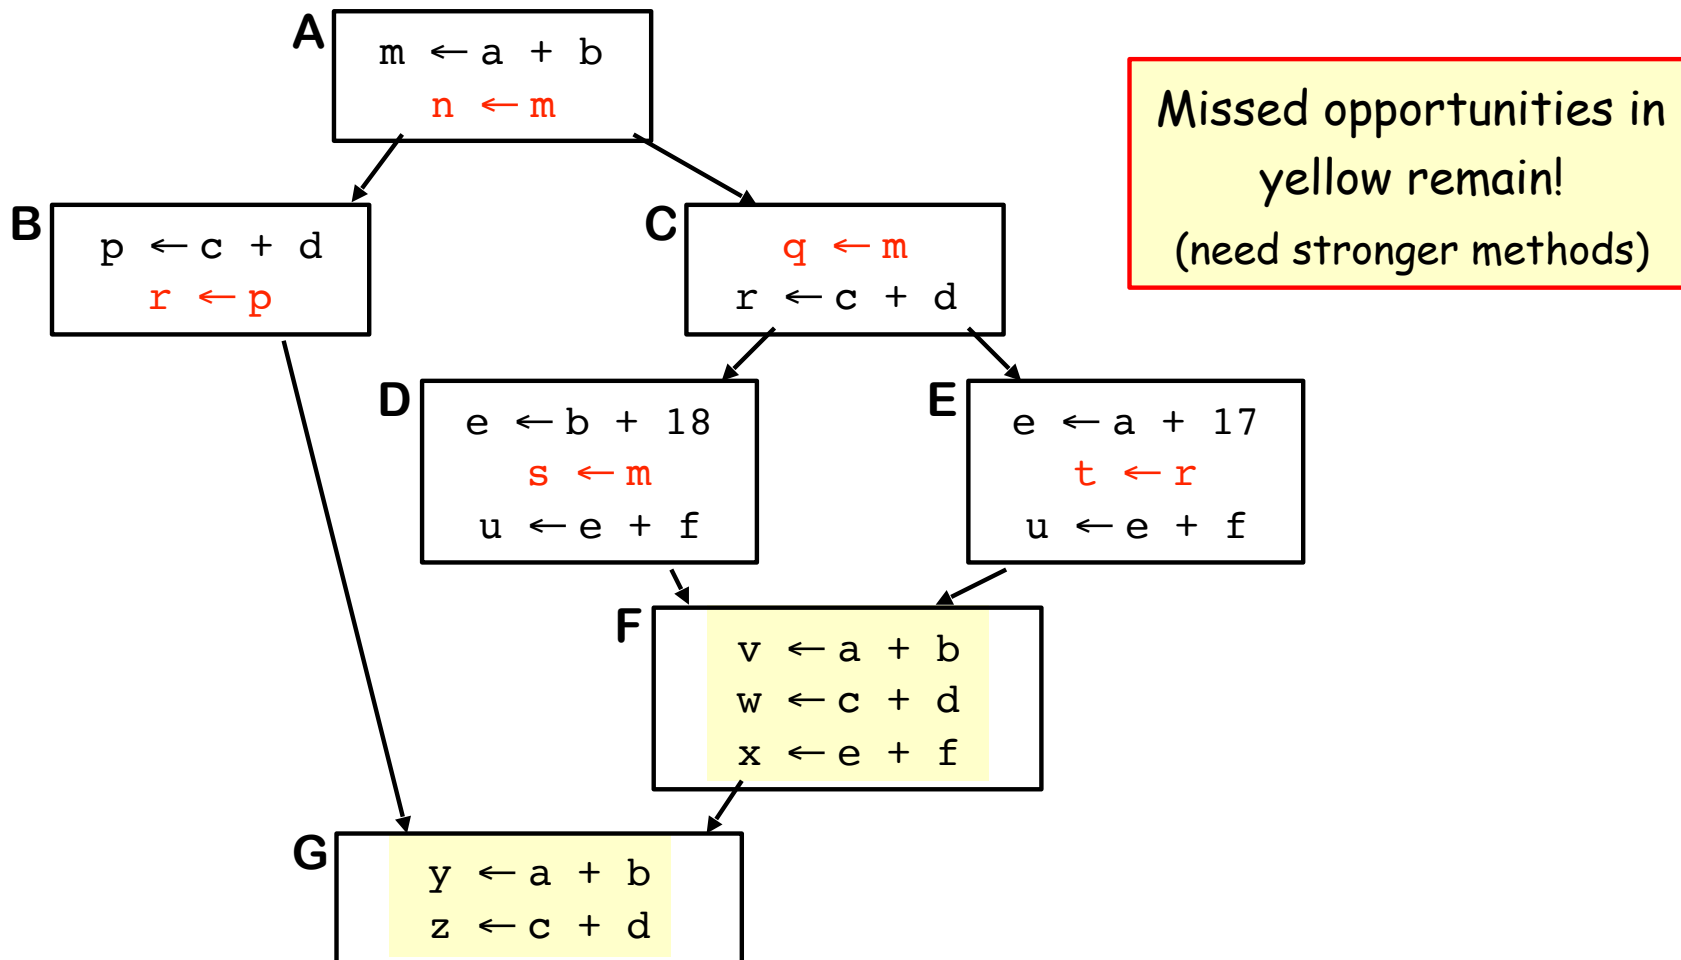 A
m ← a + b
n ← m
Missed opportunities in
yellow remain!
(need stronger methods)
B
p ← c + d
r ← p
C
q ← m
r ← c + d
D
e ← b + 18
s ← m
u ← e + f
E
e ← a + 17
t ← r
u ← e + f
F
v ← a + b
w ← c + d
x ← e + f
G
y ← a + b
z ← c + d